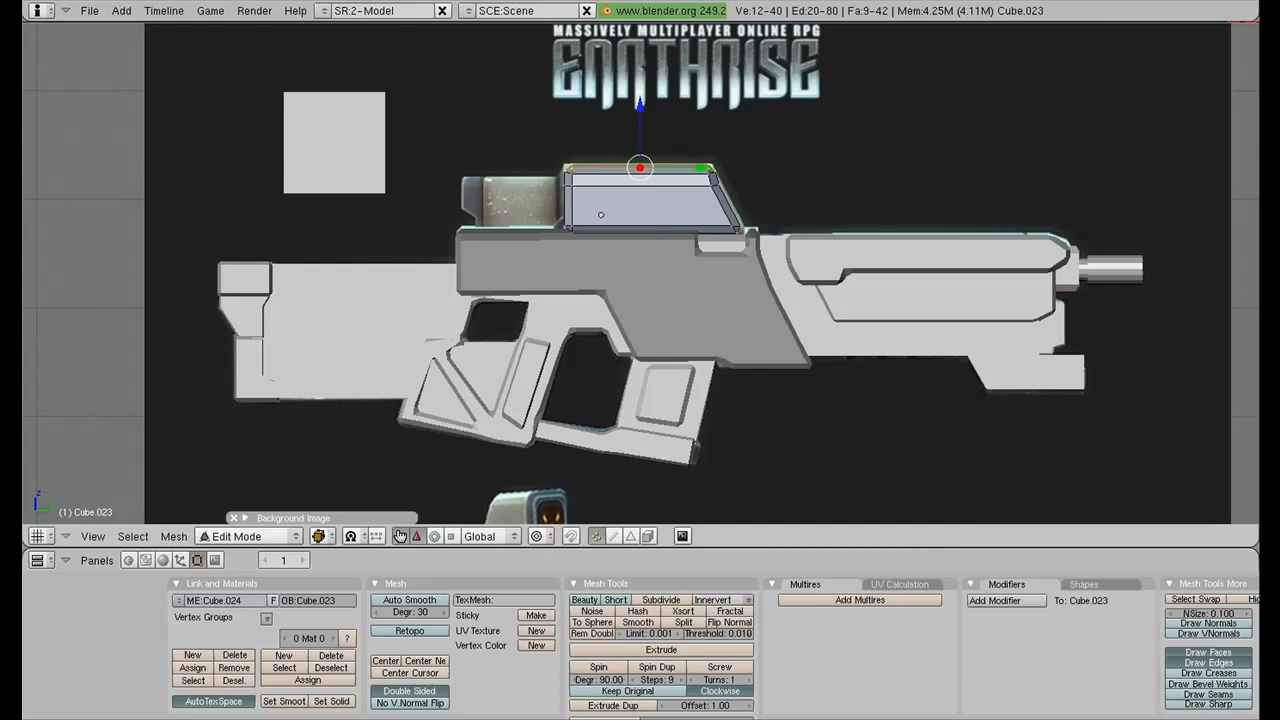 File Add Timeline Game Render Help SR:2-Model SCE:Scene www.blender.org 249.2 Ve:12-40 | Ed:20-80 | Fa:9-42 | Mem:4.25M (4.11M) Cube.023
MASSIVELY MULTIPLAYER ONLINE RPG
EARTHRISE
z
(1) Cube.023
Background Image
View Select Mesh Edit Mode Global
Panels 1
Link and Materials Mesh Mesh Tools Multires UV Calculation Modifiers Shapes Mesh Tools More
ME:Cube.024 F OB:Cube.023 Auto Smooth TexMesh: Beauty Short Subdivide Innervert Add Multires Add Modifier To: Cube.023 Select Swap
Vertex Groups Degr: 30 Sticky Make Noise Hash Xsort Fractal NSize: 0.100
Retopo UV Texture New To Sphere Smooth Split Flip Normal Draw Normals
0 Mat 0 ? Vertex Color New Rem Doubl Limit: 0.001 Threshold: 0.010 Draw VNormals
New Delete New Delete Center Center Ne Extrude Draw Faces
Assign Remove Select Deselect Center Cursor Spin Spin Dup Screw Draw Edges
Select Desel. Assign Degr: 90.00 Steps: 9 Turns: 1 Draw Creases
Double Sided Keep Original Clockwise Draw Bevel Weights
AutoTexSpace Set Smoot Set Solid No V.Normal Flip Extrude Dup Offset: 1.00 Draw Seams
Draw Sharp